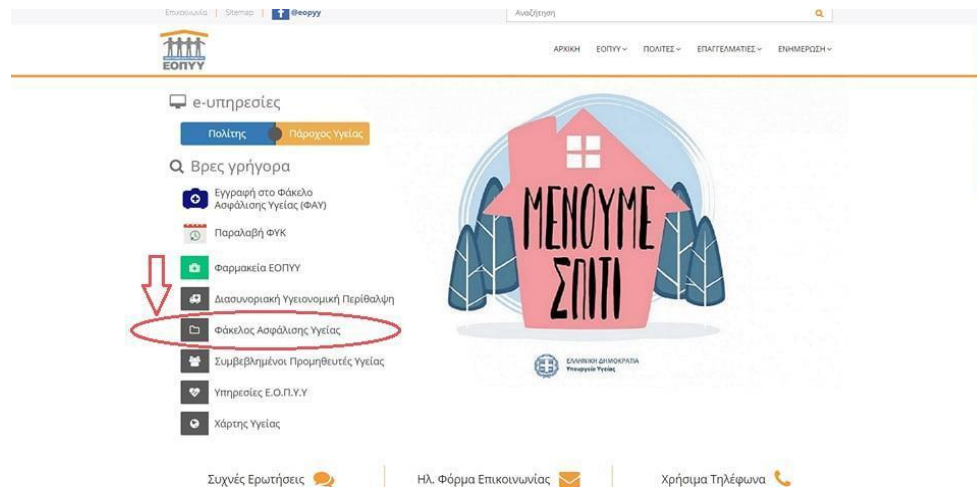 Επικοινωνία | Sitemap | f @eopyy
Αναζήτηση
ΕΟΠΥΥ
ΑΡΧΙΚΗ ΕΟΠΥΥ ΠΟΛΙΤΕΣ ΕΠΑΓΓΕΛΜΑΤΙΕΣ ΕΝΗΜΕΡΩΣΗ
e-υπηρεσίες
Πολίτης Πάροχος Υγείας
Βρες γρήγορα
Εγγραφή στο Φάκελο
Ασφάλισης Υγείας (ΦΑΥ)
Παραλαβή ΦΥΚ
Φαρμακεία ΕΟΠΥΥ
Διασυνοριακή Υγειονομική Περίθαλψη
Φάκελος Ασφάλισης Υγείας
Συμβεβλημένοι Προμηθευτές Υγείας
Υπηρεσίες Ε.Ο.Π.Υ.Υ
Χάρτης Υγείας
ΜΕΝΟΥΜΕ
ΣΠΙΤΙ
ΕΛΛΗΝΙΚΗ ΔΗΜΟΚΡΑΤΙΑ
Υπουργείο Υγείας
Συχνές Ερωτήσεις Ηλ. Φόρμα Επικοινωνίας Χρήσιμα Τηλέφωνα